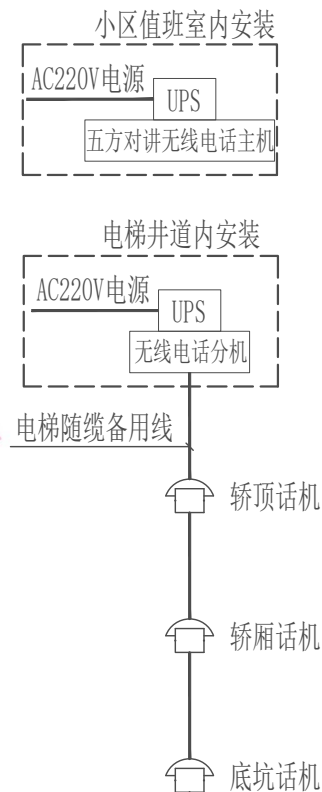 小区值班室内安装
AC220V电源
UPS
五方对讲无线电话主机
电梯井道内安装
AC220V电源
UPS
无线电话分机
电梯随缆备用线
轿顶话机
轿厢话机
底坑话机